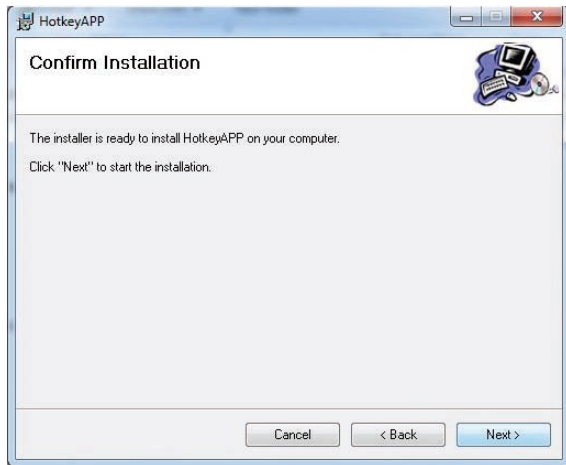 HotkeyAPP
Confirm Installation
The installer is ready to install HotkeyAPP on your computer.
Click "Next" to start the installation.
Cancel
< Back
Next >